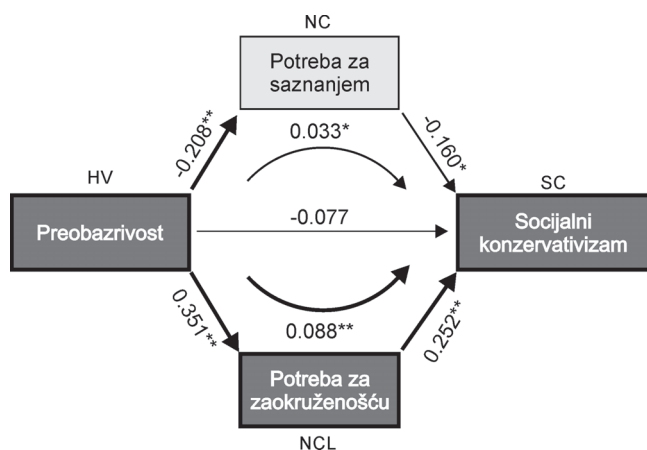 NC
Potreba za
saznanjem
-0.208**
0.033*
-0.160*
HV
SC
Preobazrivost
-0.077
Socijalni
konzervativizam
0.351**
0.088**
0.252**
Potreba za
zaokruženošću
NCL